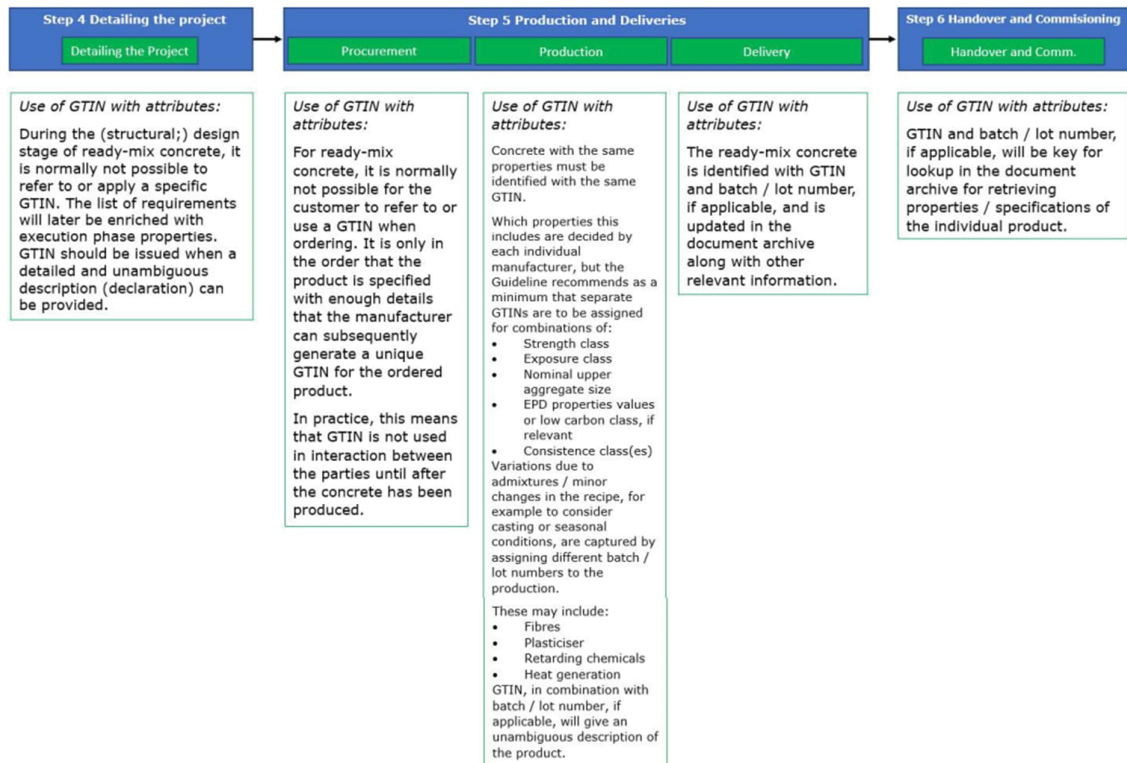 Step 4 Detailing the project
Detailing the Project
Step 5 Production and Deliveries
Procurement
Production
Delivery
Step 6 Handover and Commisioning
Handover and Comm.
Use of GTIN with attributes:
During the (structural;) design
stage of ready-mix concrete, it
is normally not possible to
refer to or apply a specific
GTIN. The list of requirements
will later be enriched with
execution phase properties.
GTIN should be issued when a
detailed and unambiguous
description (declaration) can
be provided.
Use of GTIN with
attributes:
For ready-mix
concrete, it is normally
not possible for the
customer to refer to or
use a GTIN when
ordering. It is only in
the order that the
product is specified
with enough details
that the manufacturer
can subsequently
generate a unique
GTIN for the ordered
product.
In practice, this means
that GTIN is not used
in interaction between
the parties until after
the concrete has been
produced.
Use of GTIN with
attributes:
Concrete with the same
properties must be
identified with the same
GTIN.
Which properties this
includes are decided by
each individual
manufacturer, but the
Guideline recommends as a
minimum that separate
GTINs are to be assigned
for combinations of:
• Strength class
• Exposure class
• Nominal upper
aggregate size
• EPD properties values
or low carbon class, if
relevant
• Consistence class(es)
Variations due to
admixtures / minor
changes in the recipe, for
example to consider
casting or seasonal
conditions, are captured by
assigning different batch /
lot numbers to the
production.
These may include:
• Fibres
• Plasticiser
• Retarding chemicals
• Heat generation
GTIN, in combination with
batch / lot number, if
applicable, will give an
unambiguous description of
the product.
Use of GTIN with
attributes:
The ready-mix concrete
is identified with GTIN
and batch / lot number,
if applicable, and is
updated in the
document archive
along with other
relevant information.
Use of GTIN with attributes:
GTIN and batch / lot number,
if applicable, will be key for
lookup in the document
archive for retrieving
properties / specifications of
the individual product.